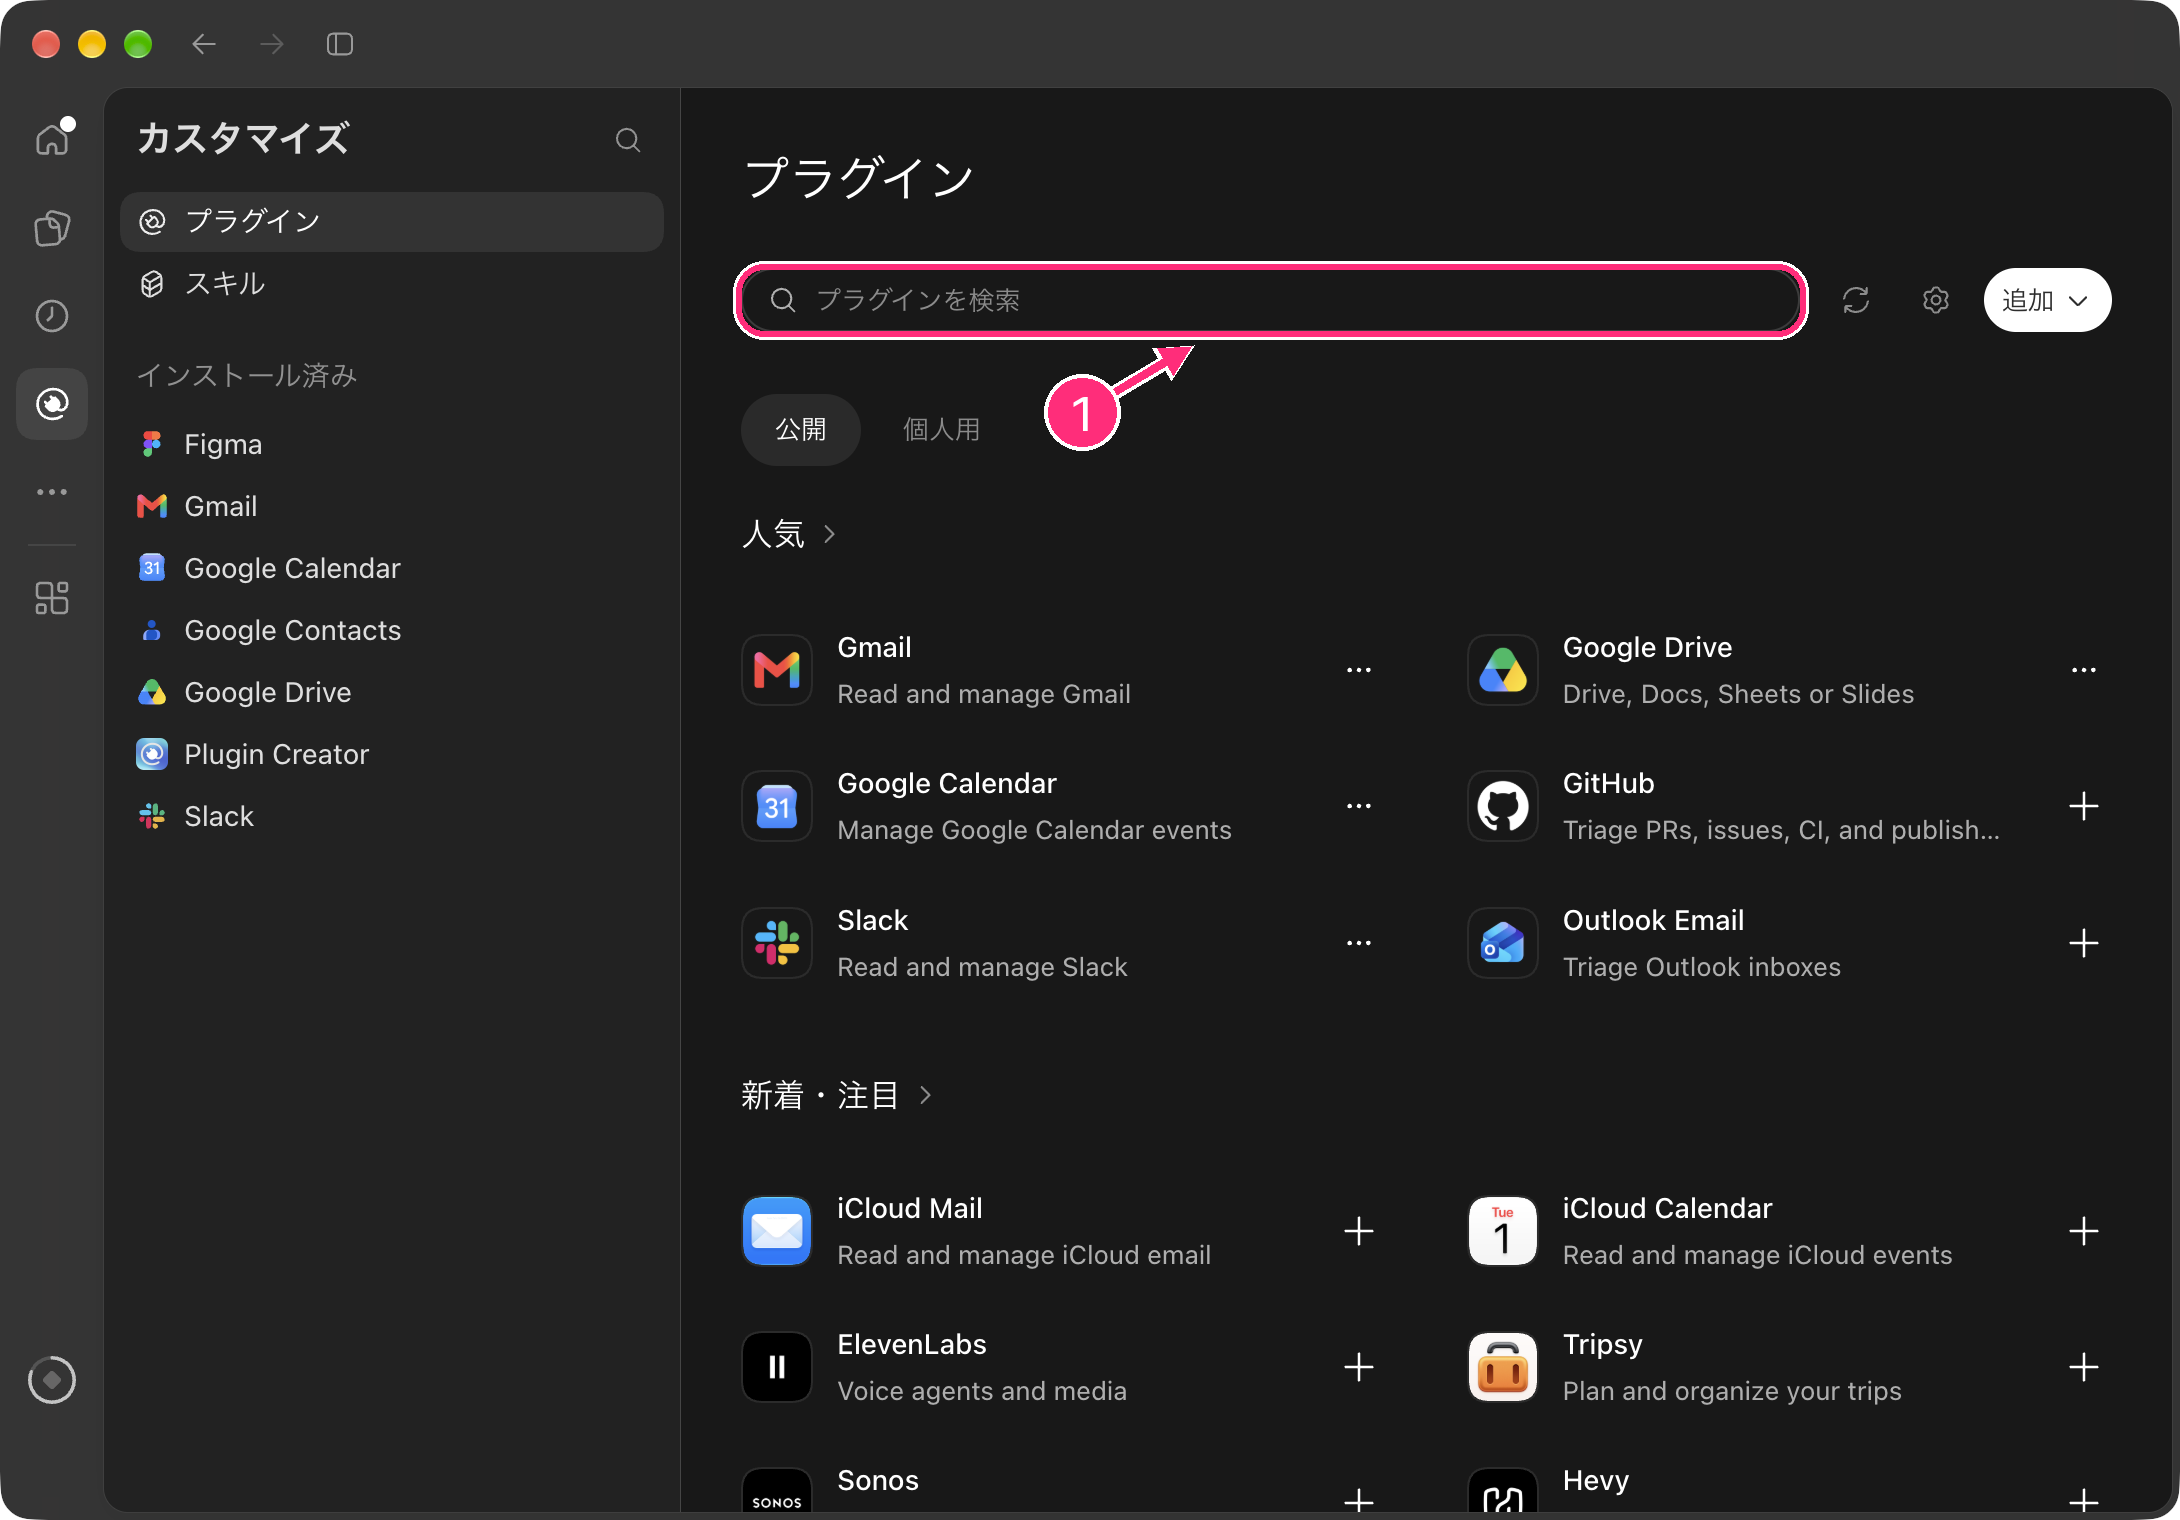 カスタマイズ
プラグイン
スキル
インストール済み
Figma
Gmail
31
Google Calendar
Google Contacts
Google Drive
Plugin Creator
Slack
プラグイン
プラグインを検索
追加
1
公開
個人用
人気
Gmail
Read and manage Gmail
Google Drive
Drive, Docs, Sheets or Slides
31
Google Calendar
Manage Google Calendar events
GitHub
Triage PRs, issues, CI, and publish...
Slack
Read and manage Slack
Outlook Email
Triage Outlook inboxes
新着・注目
iCloud Mail
Read and manage iCloud email
Tue
1
iCloud Calendar
Read and manage iCloud events
ElevenLabs
Voice agents and media
Tripsy
Plan and organize your trips
SONOS
Sonos
Hevy